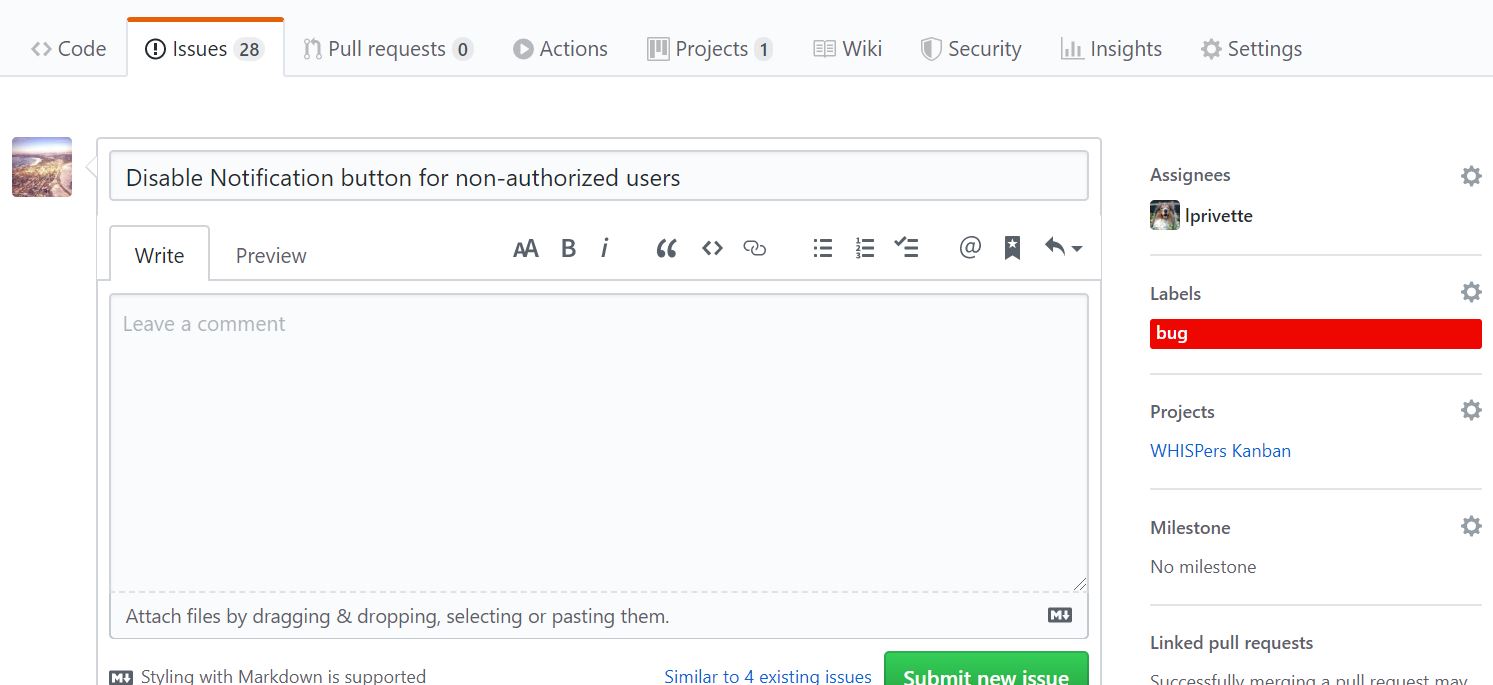 Code Issues 28 Pull requests 0 Actions Projects 1 Wiki Security Insights Settings
Disable Notification button for non-authorized users
Write Preview
Leave a comment
Attach files by dragging & dropping, selecting or pasting them.
Styling with Markdown is supported
Similar to 4 existing issues
Submit new issue
Assignees
lprivette
Labels
bug
Projects
WHISPers Kanban
Milestone
No milestone
Linked pull requests
Successfully merging a pull request may